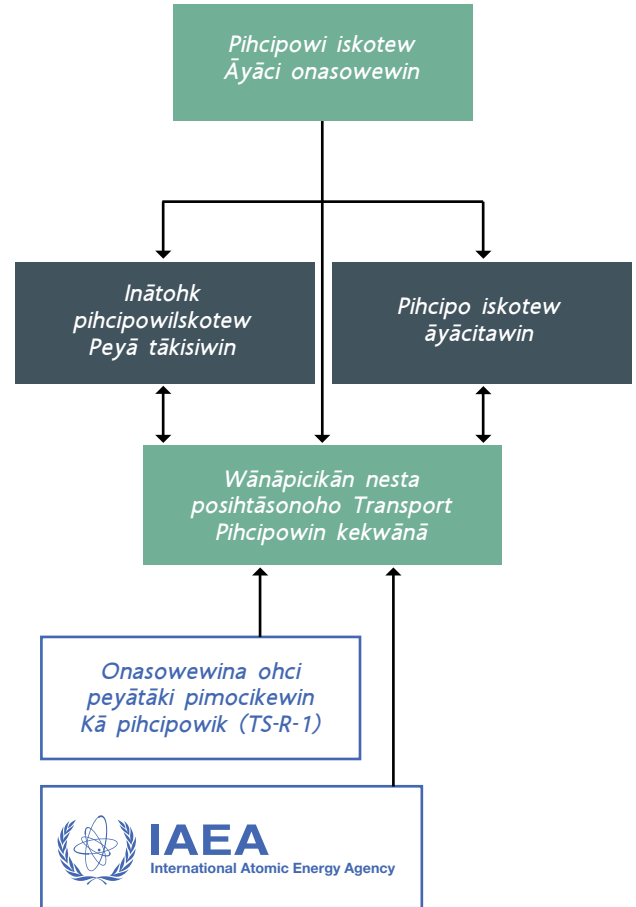 Pihcipowi iskotew
Āyāci onasowewin
Inātohk
pihcipowilskotew
Peyā tākisiwin
Pihcipo iskotew
āyācitawin
Wānāpicikān nesta
posihtāsonoho Transport
Pihcipowin kekwānā
Onasowewina ohci
peyātāki pimocikewin
Kā pihcipowik (TS-R-1)
IAEA
International Atomic Energy Agency